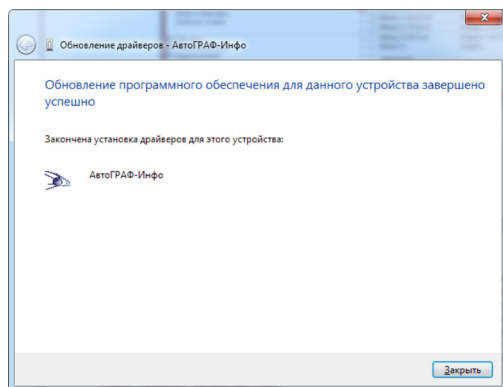 Обновление драйверов - АвтоГРАФ-Инфо
Обновление программного обеспечения для данного устройства завершено
успешно
Закончена установка драйверов для этого устройства:
АвтоГРАФ-Инфо
Закрыть